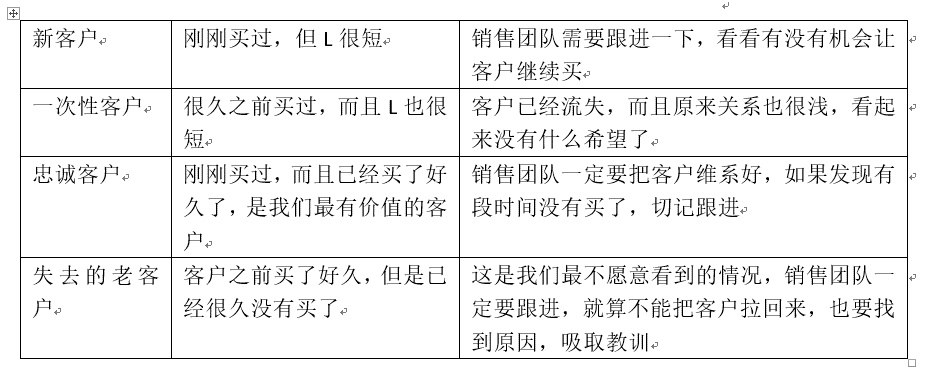 新客户
刚刚买过，但 L 很短
销售团队需要跟进一下，看看有没有机会让
客户继续买
一次性客户
很久之前买过，而且 L 也很
短
客户已经流失，而且原来关系也很浅，看起
来没有什么希望了
忠诚客户
刚刚买过，而且已经买了好
久了，是我们最有价值的客
户
销售团队一定要把客户维系好，如果发现有
段时间没有买了，切记跟进
失去的老客
户
客户之前买了好久，但是已
经很久没有买了
这是我们最不愿意看到的情况，销售团队一
定要跟进，就算不能把客户拉回来，也要找
到原因，吸取教训